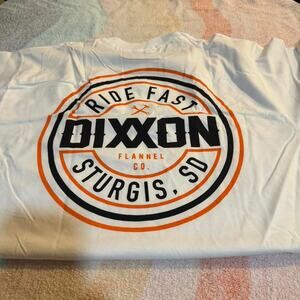 RIDE FAST
DIXXON
FLANNEL
CO.
STURGIS, SD